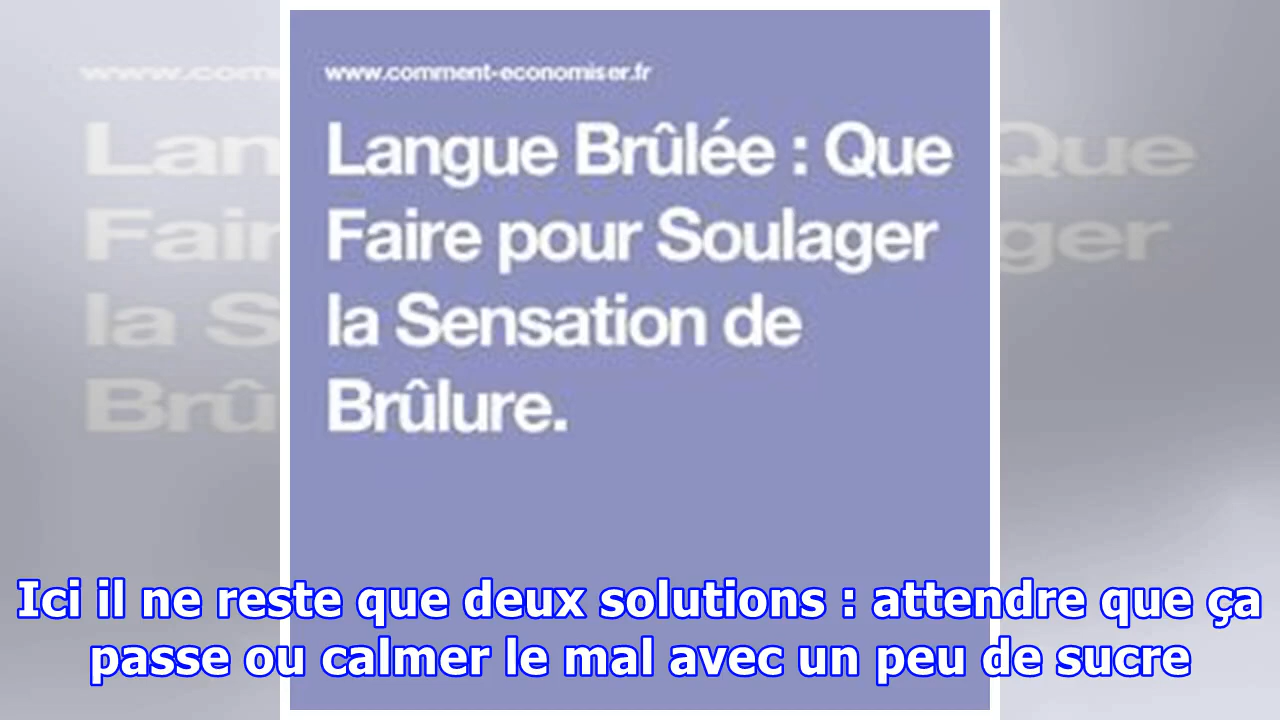 www.comment-economiser.fr
Langue Brûlée : Que
Faire pour Soulager
la Sensation de
Brûlure.
Ici il ne reste que deux solutions : attendre que ça
passe ou calmer le mal avec un peu de sucre